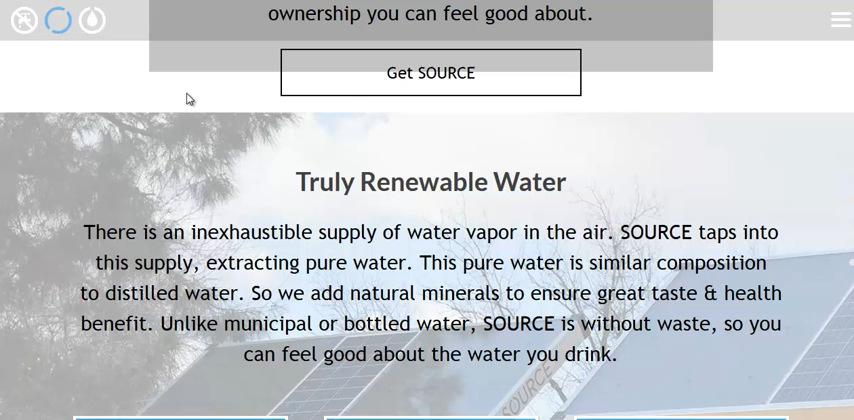 ownership you can feel good about.
Get SOURCE
Truly Renewable Water
There is an inexhaustible supply of water vapor in the air. SOURCE taps into
this supply, extracting pure water. This pure water is similar composition
to distilled water. So we add natural minerals to ensure great taste & health
benefit. Unlike municipal or bottled water, SOURCE is without waste, so you
can feel good about the water you drink.
SOURCE